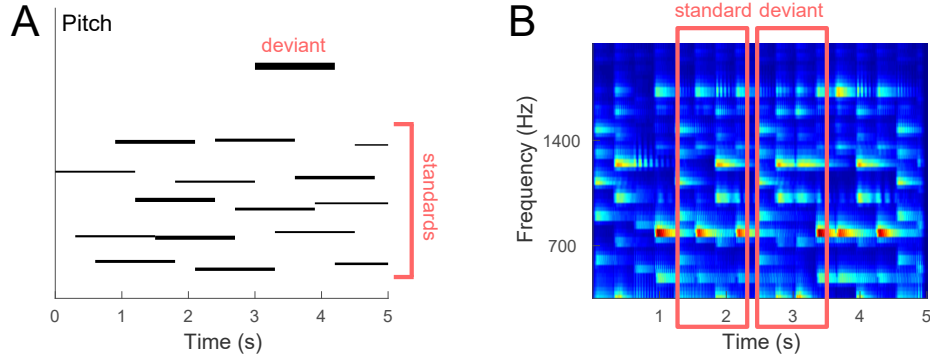 A
Pitch
deviant
standards
0 1 2 3 4 5
Time (s)
B
standard deviant
Frequency (Hz)
1400
700
1 2 3 4 5
Time (s)